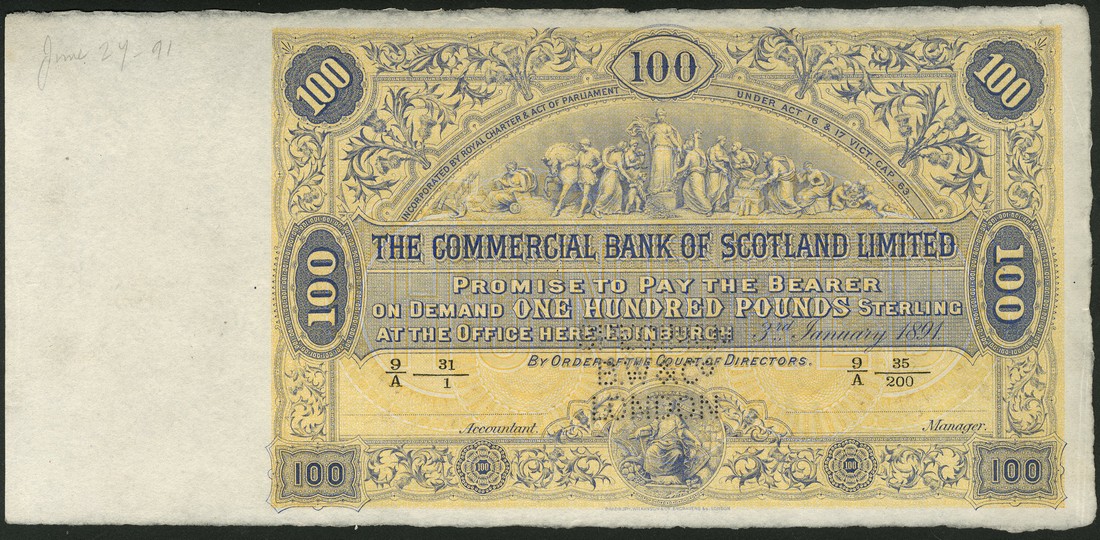 June 24-91
100
100
100
INCORPORATED BY ROYAL CHARTER & ACT OF PARLIAMENT
UNDER ACT 16 & 17 VICT. CAP. 63
THE COMMERCIAL BANK OF SCOTLAND LIMITED
100
100
PROMISE TO PAY THE BEARER
ON DEMAND ONE HUNDRED POUNDS STERLING
AT THE OFFICE HERE EDINBURGH 3rd January 1891
SPECIMEN
BY ORDER OF THE COURT OF DIRECTORS.
9/A 31/1
9/A 35/200
B.W & Co
LONDON
Accountant.
Manager.
100
100
100
100